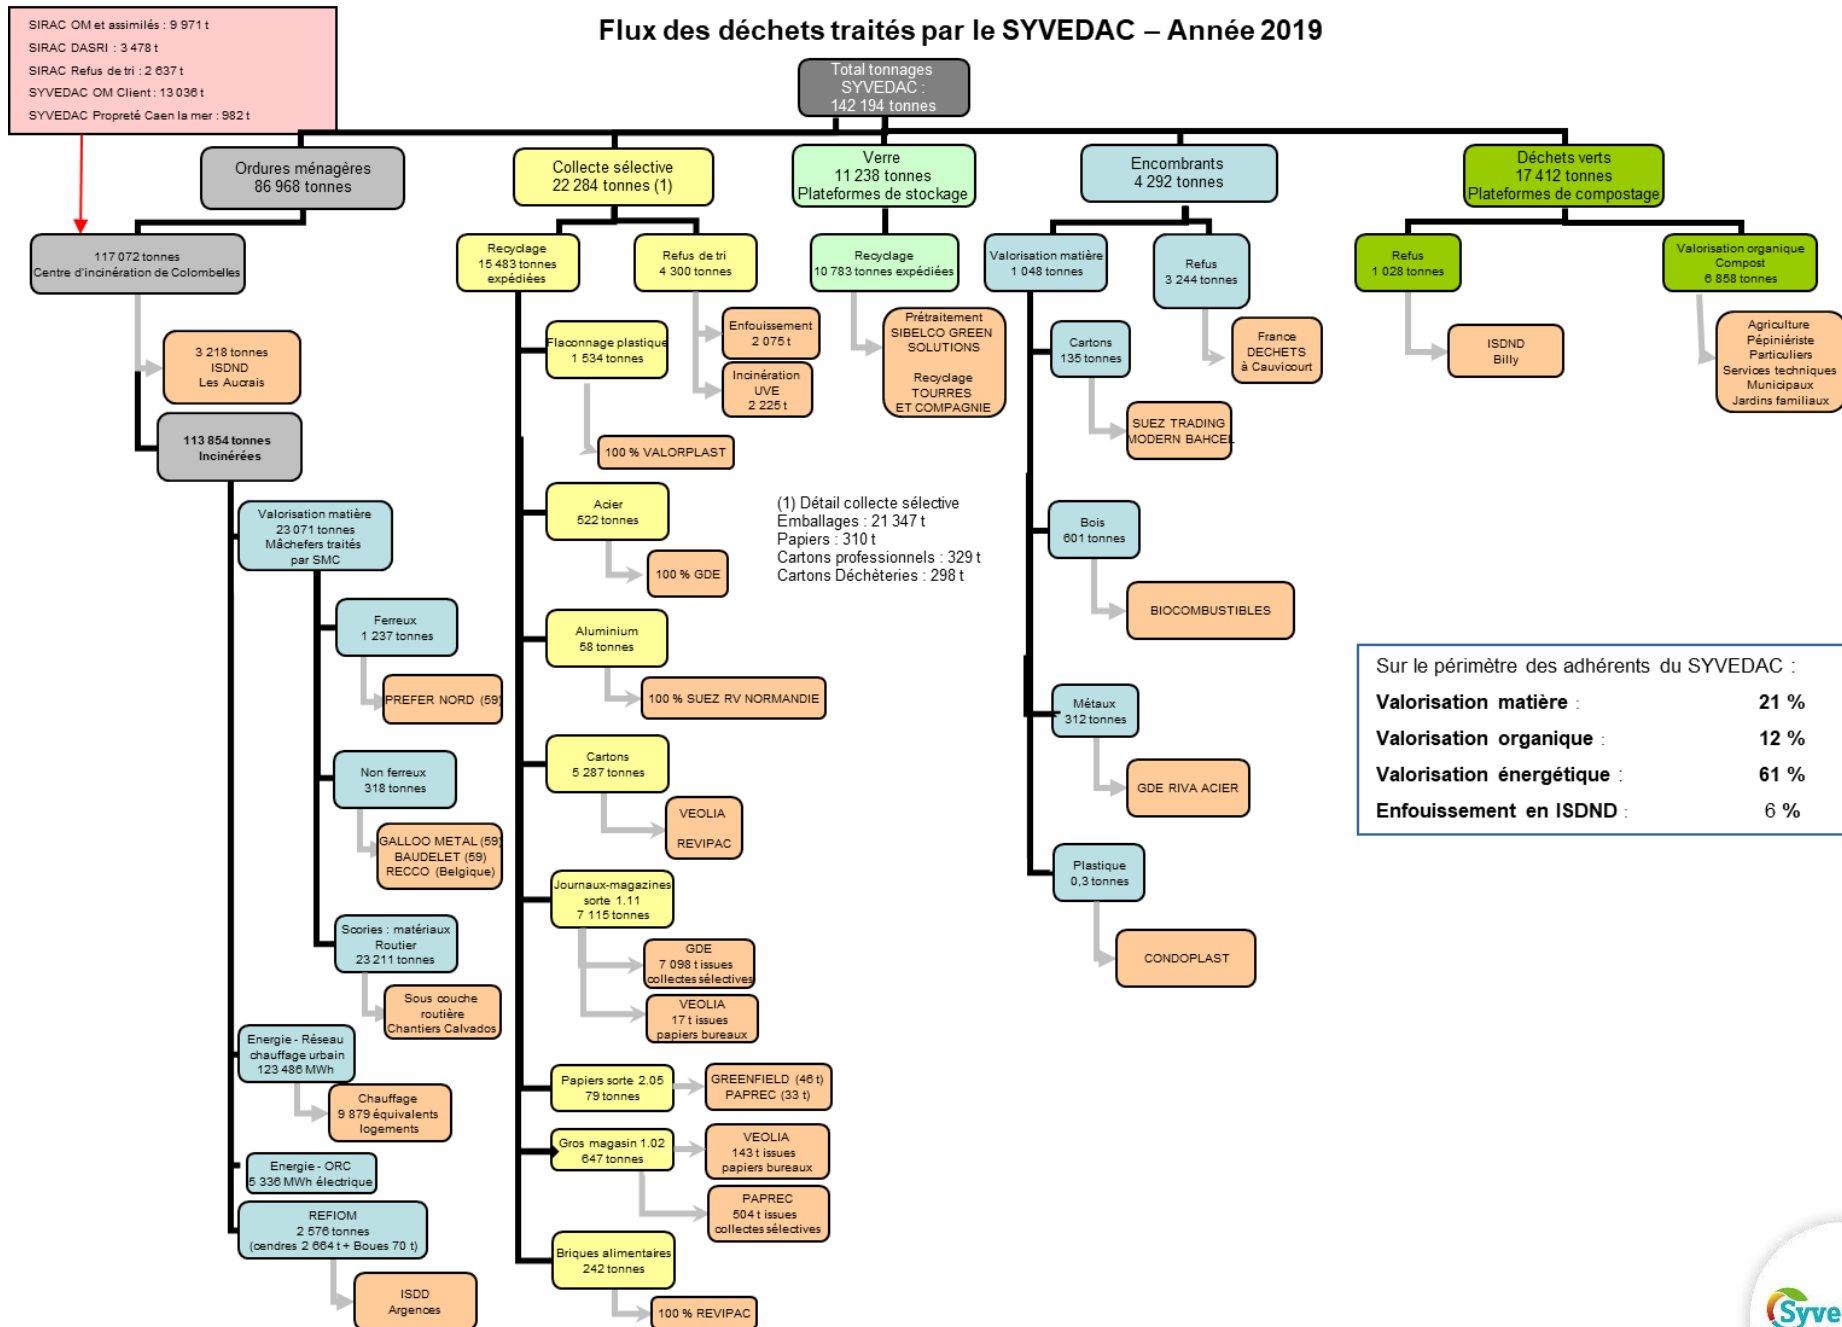 Flux des déchets traités par le SYVEDAC – Année 2019
SIRAC OM et assimilés : 9 971 t
SIRAC DASRI : 3 478 t
SIRAC Refus de tri : 2 637 t
SYVEDAC OM Client : 13 036 t
SYVEDAC Propreté Caen la mer : 982 t
Total tonnages
SYVEDAC :
142 194 tonnes
Ordures ménagères
86 968 tonnes
117 072 tonnes
Centre d'incinération de Colombelles
3 218 tonnes
ISDND
Les Aucrais
113 854 tonnes
Incinérées
Valorisation matière
23 071 tonnes
Mâchefers traités
par SMC
Ferreux
1 237 tonnes
PREFER NORD (59)
Non ferreux
318 tonnes
GALLOO METAL (59)
BAUDELET (59)
RECCO (Belgique)
Scories : matériaux
Routier
23 211 tonnes
Sous couche
routière
Chantiers Calvados
Energie - Réseau
chauffage urbain
123 486 MWh
Chauffage
9 879 équivalents
logements
Energie - ORC
5 336 MWh électrique
REFIOM
2 576 tonnes
(cendres 2 664 t + Boues 70 t)
ISDD
Argences
Collecte sélective
22 284 tonnes (1)
Recyclage
15 483 tonnes
expédiées
Refus de tri
4 300 tonnes
Enfouissement
2 075 t
Incinération
UVE
2 225 t
Flaconnage plastique
1 534 tonnes
100 % VALORPLAST
Acier
522 tonnes
100 % GDE
Aluminium
58 tonnes
100 % SUEZ RV NORMANDIE
Cartons
5 287 tonnes
VEOLIA
REVIPAC
Journaux-magazines
sorte 1.11
7 115 tonnes
GDE
7 098 t issues
collectes sélectives
VEOLIA
17 t issues
papiers bureaux
Papiers sorte 2.05
79 tonnes
GREENFIELD (46 t)
PAPREC (33 t)
Gros magasin 1.02
647 tonnes
VEOLIA
143 t issues
papiers bureaux
PAPREC
504 t issues
collectes sélectives
Briques alimentaires
242 tonnes
100 % REVIPAC
Verre
11 238 tonnes
Plateformes de stockage
Recyclage
10 783 tonnes expédiées
Prétraitement
SIBELCO GREEN
SOLUTIONS
Recyclage
TOURRES
ET COMPAGNIE
(1) Détail collecte sélective
Emballages : 21 347 t
Papiers : 310 t
Cartons professionnels : 329 t
Cartons Déchèteries : 298 t
Encombrants
4 292 tonnes
Valorisation matière
1 048 tonnes
Refus
3 244 tonnes
France
DECHETS
à Cauvicourt
Cartons
135 tonnes
SUEZ TRADING
MODERN BAHCEL
Bois
601 tonnes
BIOCOMBUSTIBLES
Métaux
312 tonnes
GDE RIVA ACIER
Plastique
0,3 tonnes
CONDOPLAST
Déchets verts
17 412 tonnes
Plateformes de compostage
Refus
1 028 tonnes
ISDND
Billy
Valorisation organique
Compost
6 858 tonnes
Agriculture
Pépiniériste
Particuliers
Services techniques
Municipaux
Jardins familiaux
Sur le périmètre des adhérents du SYVEDAC :
Valorisation matière : 21 %
Valorisation organique : 12 %
Valorisation énergétique : 61 %
Enfouissement en ISDND : 6 %
Syve